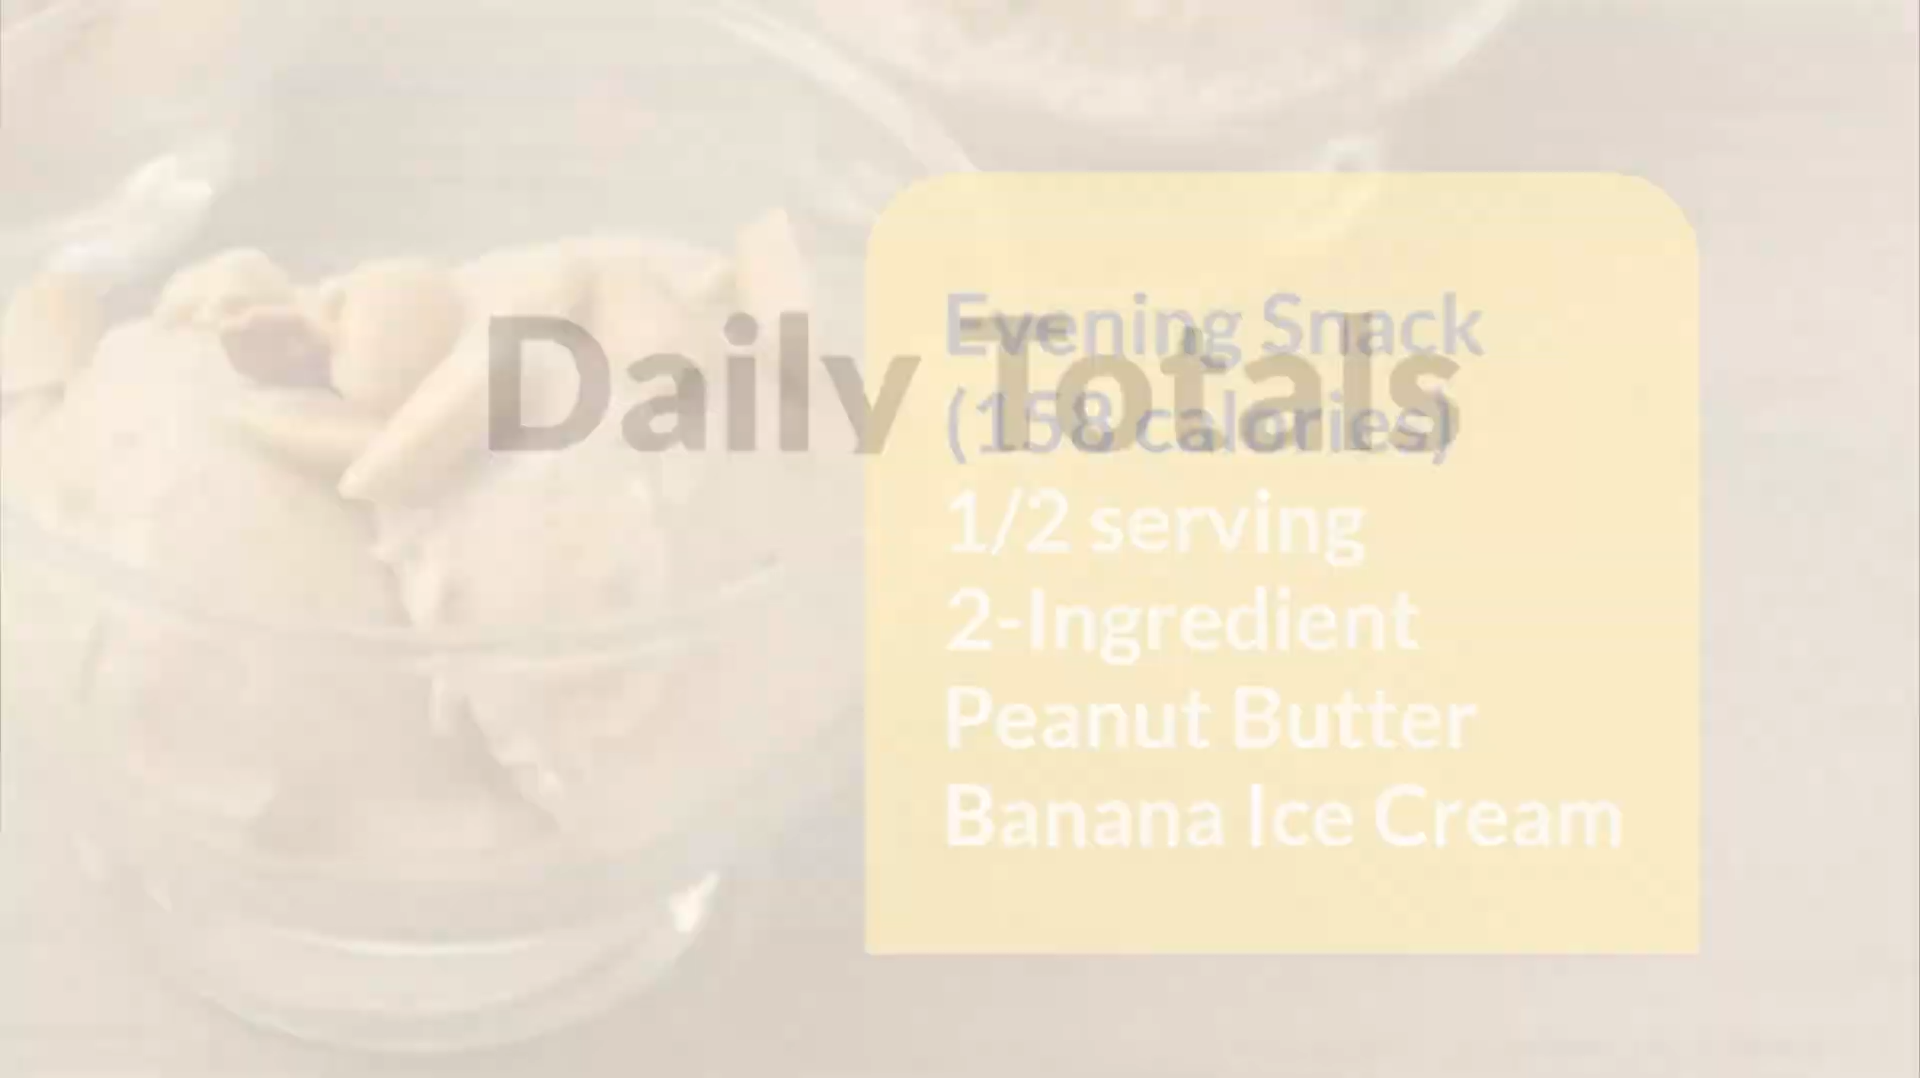 Daily Totals
Evening Snack
(158 calories)
1/2 serving
2-Ingredient
Peanut Butter
Banana Ice Cream